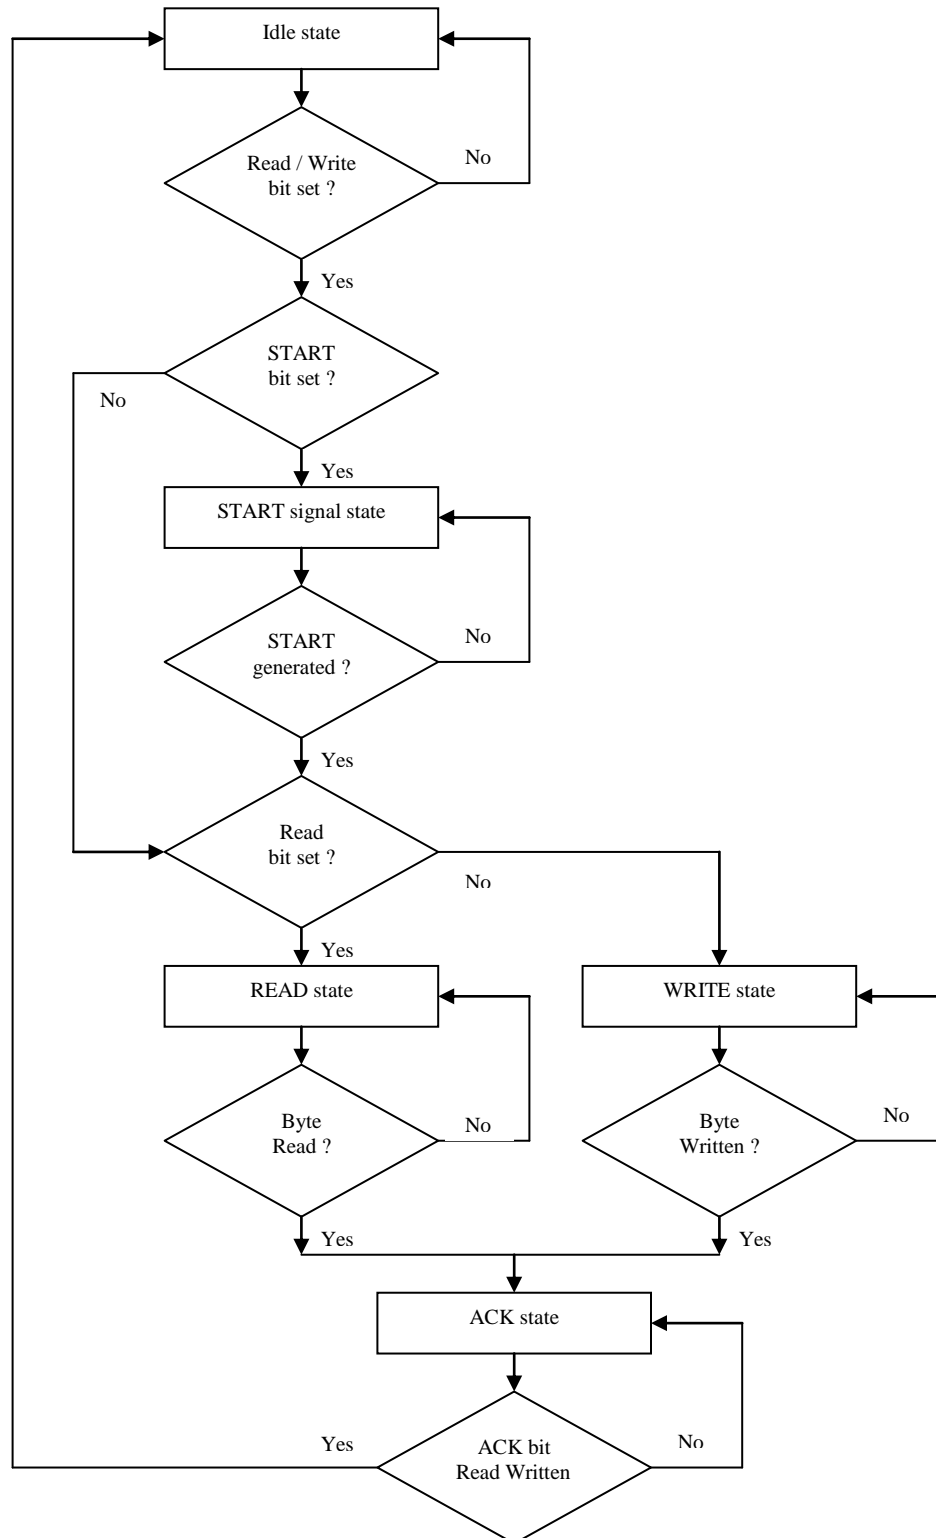 Idle state
Read / Write
bit set ?
No
Yes
START
bit set ?
No
Yes
START signal state
START
generated ?
No
Yes
Read
bit set ?
No
Yes
READ state
WRITE state
Byte
Read ?
No
Byte
Written ?
No
Yes
Yes
ACK state
Yes
ACK bit
Read Written
No